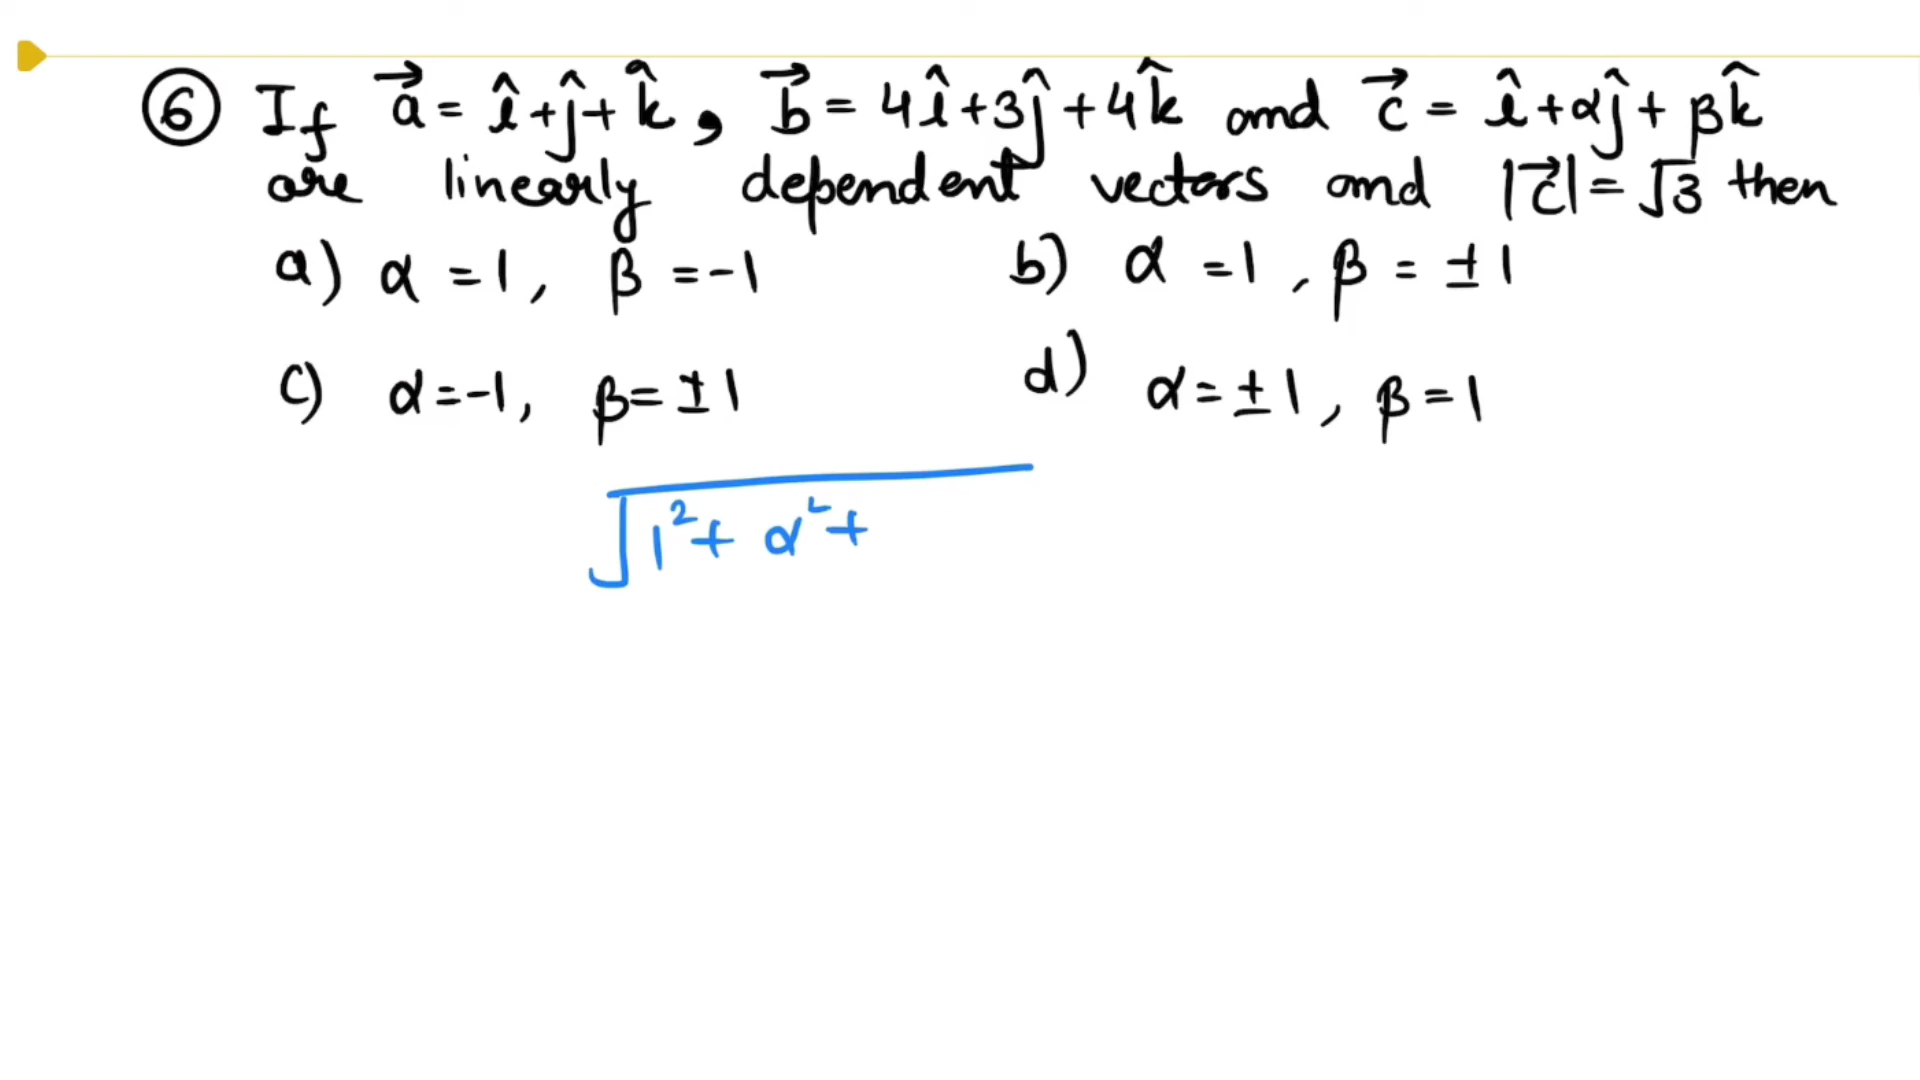 ⑥ If a⃗ = î + ĵ + k̂, b⃗ = 4î + 3ĵ + 4k̂ and c⃗ = î + αĵ + βk̂
are linearly dependent vectors and |c⃗| = √3 then
a) α = 1, β = -1 b) α = 1, β = ± 1
c) α = -1, β = ± 1 d) α = ± 1, β = 1
√1² + α² +